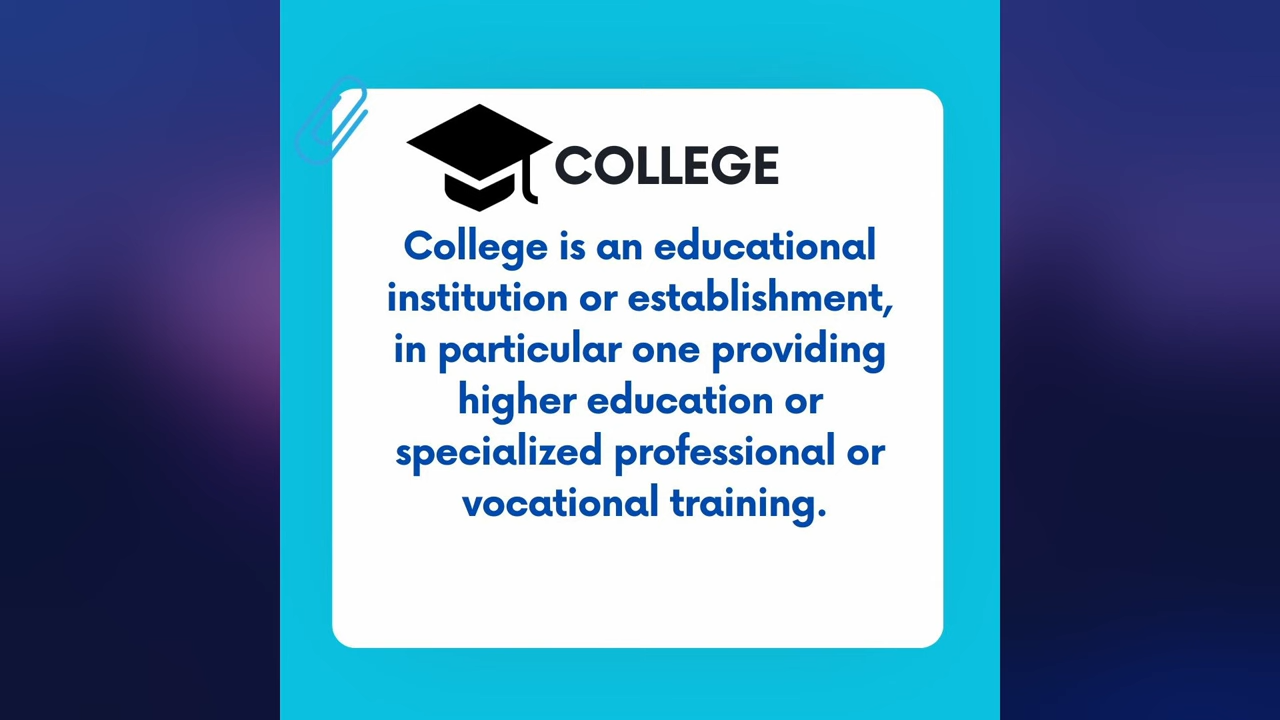 COLLEGE
College is an educational
institution or establishment,
in particular one providing
higher education or
specialized professional or
vocational training.